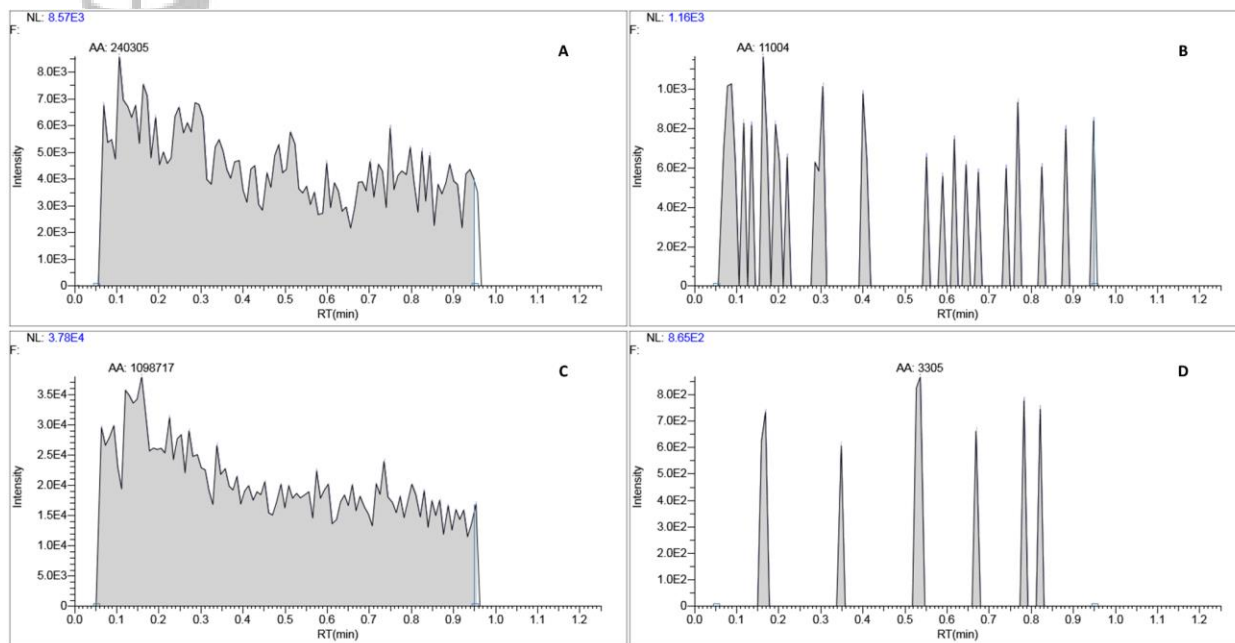 NL: 8.57E3
F:
AA: 240305
A
8.0E3
7.0E3
6.0E3
5.0E3
4.0E3
3.0E3
2.0E3
1.0E3
0
Intensity
0.0 0.1 0.2 0.3 0.4 0.5 0.6 0.7 0.8 0.9 1.0 1.1 1.2
RT(min)
NL: 1.16E3
F:
AA: 11004
B
1.0E3
8.0E2
6.0E2
4.0E2
2.0E2
0
Intensity
0.0 0.1 0.2 0.3 0.4 0.5 0.6 0.7 0.8 0.9 1.0 1.1 1.2
RT(min)
NL: 3.78E4
F:
AA: 1098717
C
3.5E4
3.0E4
2.5E4
2.0E4
1.5E4
1.0E4
5.0E3
0
Intensity
0.0 0.1 0.2 0.3 0.4 0.5 0.6 0.7 0.8 0.9 1.0 1.1 1.2
RT(min)
NL: 8.65E2
F:
AA: 3305
D
8.0E2
7.0E2
6.0E2
5.0E2
4.0E2
3.0E2
2.0E2
1.0E2
0
Intensity
0.0 0.1 0.2 0.3 0.4 0.5 0.6 0.7 0.8 0.9 1.0 1.1 1.2
RT(min)